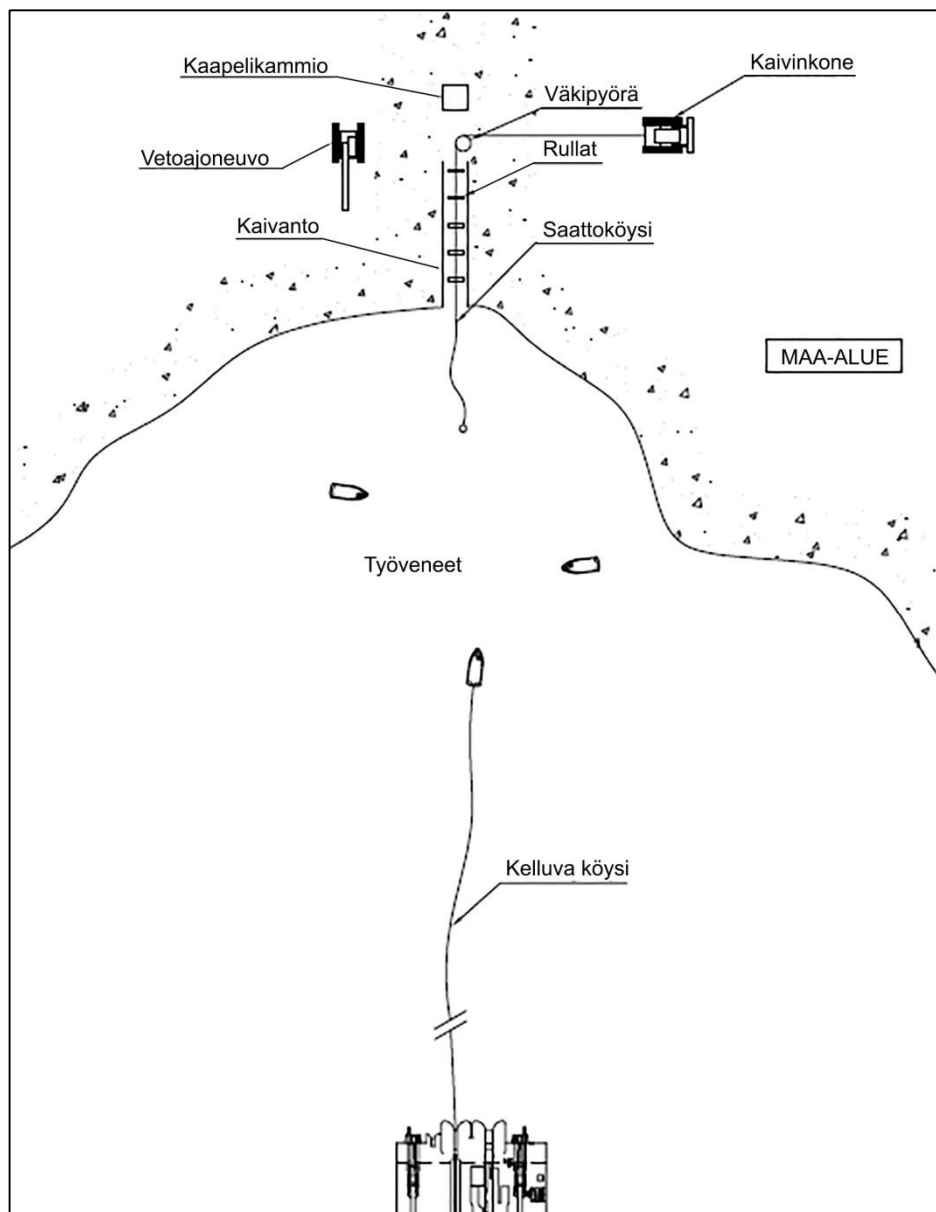 Kaapelikammio
Kaivinkone
Väkipyörä
Vetoajoneuvo
Rullat
Kaivanto
Saattoköysi
MAA-ALUE
Työveneet
Kelluva köysi